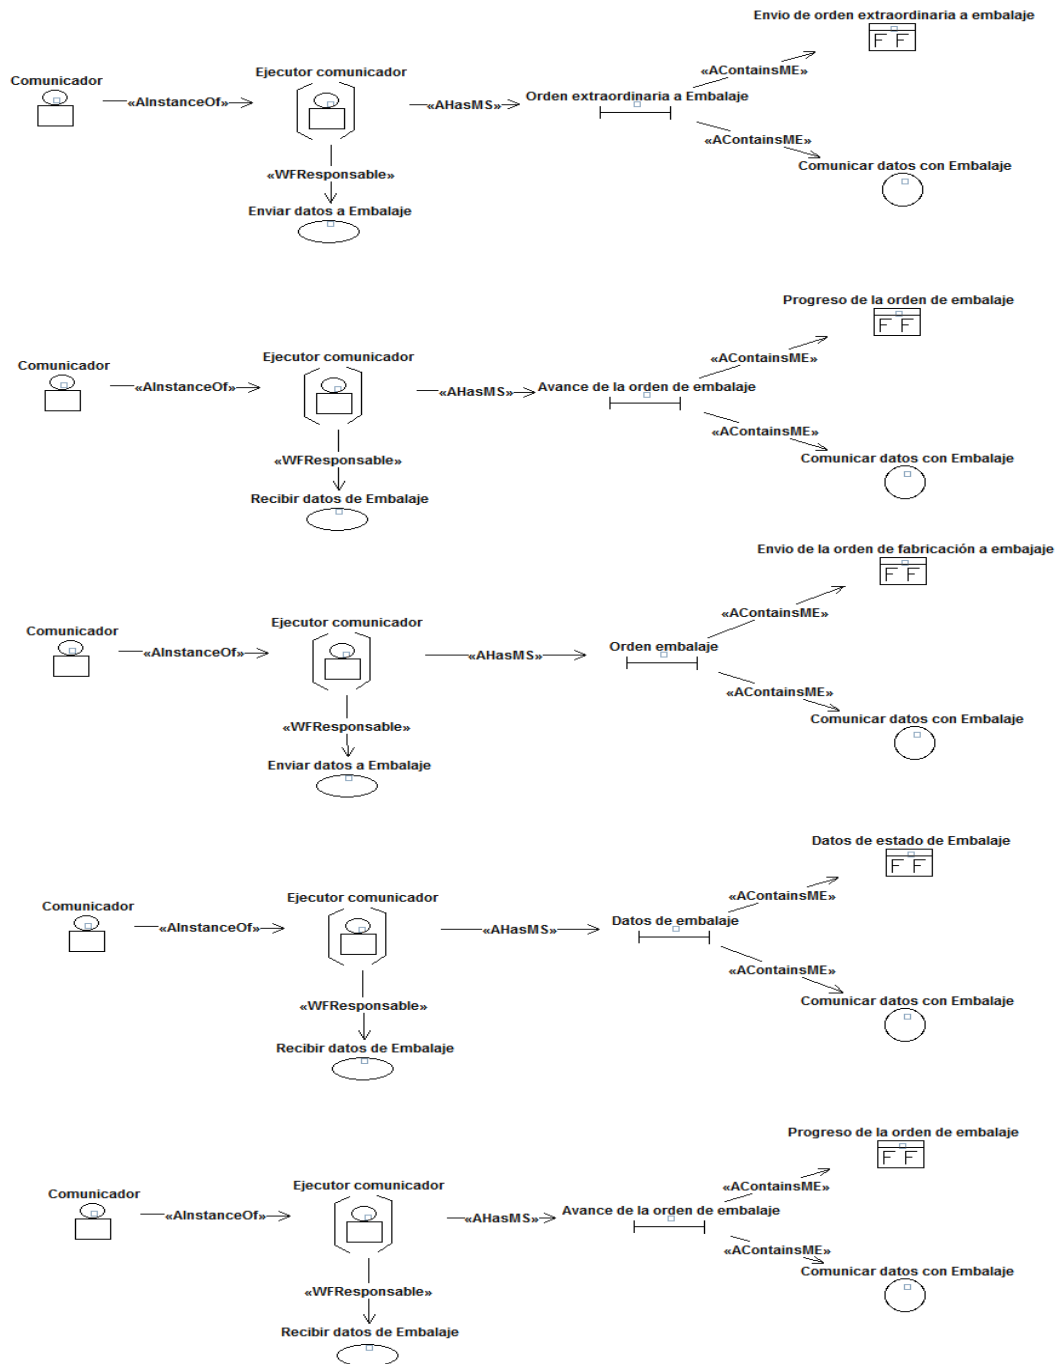 Envio de orden extraordinaria a embalaje
F F
Comunicador
Ejecutor comunicador
«AContainsME»
«AInstanceOf»
«AHasMS»
Orden extraordinaria a Embalaje
«AContainsME»
Comunicar datos con Embalaje
«WFResponsable»
Enviar datos a Embalaje
Progreso de la orden de embalaje
F F
Comunicador
Ejecutor comunicador
«AContainsME»
«AInstanceOf»
«AHasMS»
Avance de la orden de embalaje
«AContainsME»
Comunicar datos con Embalaje
«WFResponsable»
Recibir datos de Embalaje
Envio de la orden de fabricación a embajaje
F F
Comunicador
Ejecutor comunicador
«AContainsME»
«AInstanceOf»
«AHasMS»
Orden embalaje
«AContainsME»
Comunicar datos con Embalaje
«WFResponsable»
Enviar datos a Embalaje
Datos de estado de Embalaje
F F
Comunicador
Ejecutor comunicador
«AContainsME»
«AInstanceOf»
«AHasMS»
Datos de embalaje
«AContainsME»
Comunicar datos con Embalaje
«WFResponsable»
Recibir datos de Embalaje
Progreso de la orden de embalaje
F F
Comunicador
Ejecutor comunicador
«AContainsME»
«AInstanceOf»
«AHasMS»
Avance de la orden de embalaje
«AContainsME»
Comunicar datos con Embalaje
«WFResponsable»
Recibir datos de Embalaje